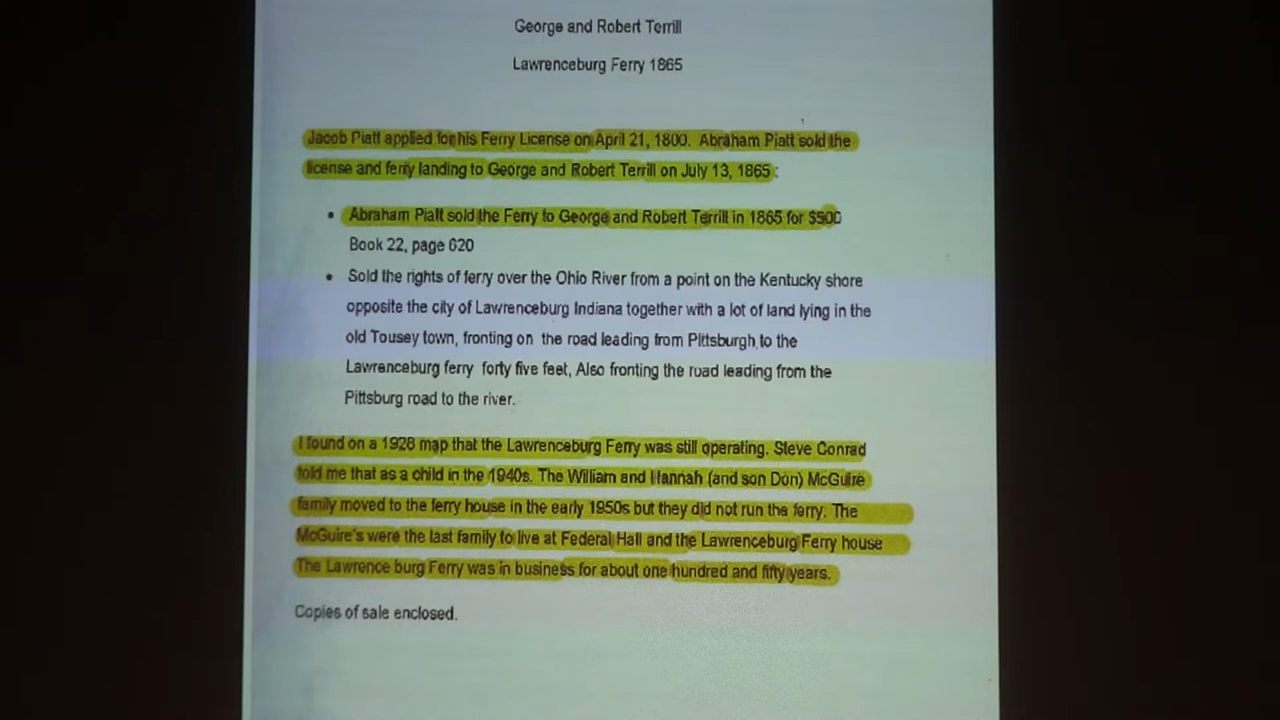 George and Robert Terrill
Lawrenceburg Ferry 1865
Jacob Piatt applied for his Ferry License on April 21, 1800. Abraham Piatt sold the
license and ferry landing to George and Robert Terrill on July 13, 1865:
• Abraham Piatt sold the Ferry to George and Robert Terrill in 1865 for $500
Book 22, page 620
• Sold the rights of ferry over the Ohio River from a point on the Kentucky shore
opposite the city of Lawrenceburg Indiana together with a lot of land lying in the
old Tousey town, fronting on the road leading from Pittsburgh to the
Lawrenceburg ferry forty five feet, Also fronting the road leading from the
Pittsburg road to the river.
I found on a 1928 map that the Lawrenceburg Ferry was still operating. Steve Conrad
told me that as a child in the 1940s. The William and Hannah (and son Don) McGuire
family moved to the ferry house in the early 1950s but they did not run the ferry. The
McGuire's were the last family to live at Federal Hall and the Lawrenceburg Ferry house
The Lawrence burg Ferry was in business for about one hundred and fifty years.
Copies of sale enclosed.